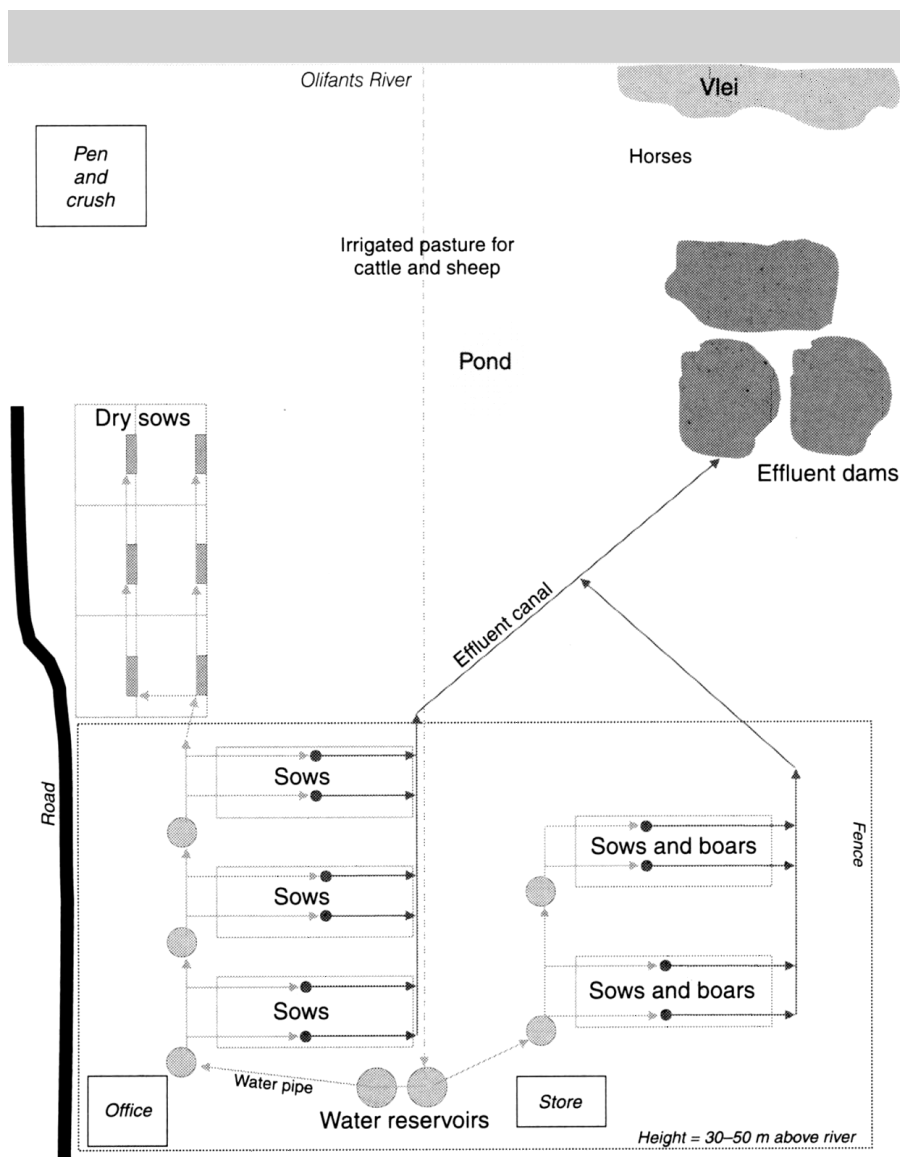 Olifants River
Vlei
Pen
and
crush
Horses
Irrigated pasture for
cattle and sheep
Pond
Dry sows
Effluent dams
Effluent canal
Road
Sows
Sows and boars
Fence
Sows
Sows
Sows and boars
Water pipe
Office
Water reservoirs
Store
Height = 30–50 m above river